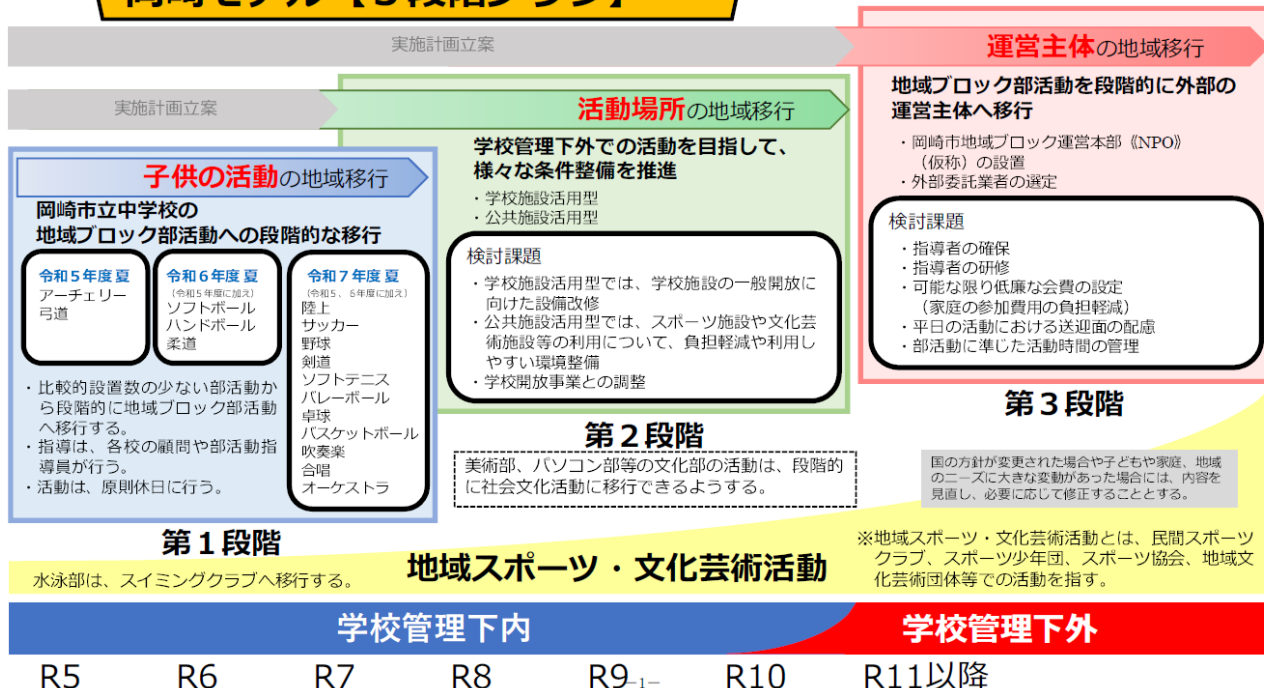 岡崎モデル【３段階プラン】
実施計画立案
運営主体の地域移行
地域ブロック部活動を段階的に外部の
運営主体へ移行
・岡崎市地域ブロック運営本部《NPO》
（仮称）の設置
・外部委託業者の選定
検討課題
・指導者の確保
・指導者の研修
・可能な限り低廉な会費の設定
（家庭の参加費用の負担軽減）
・平日の活動における送迎面の配慮
・部活動に準じた活動時間の管理
第３段階
実施計画立案
活動場所の地域移行
学校管理下外での活動を目指して、
様々な条件整備を推進
・学校施設活用型
・公共施設活用型
検討課題
・学校施設活用型では、学校施設の一般開放に
向けた設備改修
・公共施設活用型では、スポーツ施設や文化芸
術施設等の利用について、負担軽減や利用し
やすい環境整備
・学校開放事業との調整
第２段階
子供の活動の地域移行
岡崎市立中学校の
地域ブロック部活動への段階的な移行
令和５年度 夏
アーチェリー
弓道
令和６年度 夏
（令和５年度に加え）
ソフトボール
ハンドボール
柔道
令和７年度 夏
（令和５、６年度に加え）
陸上
サッカー
野球
剣道
ソフトテニス
バレーボール
卓球
バスケットボール
吹奏楽
合唱
オーケストラ
・比較的設置数の少ない部活動か
ら段階的に地域ブロック部活動
へ移行する。
・指導は、各校の顧問や部活動指
導員が行う。
・活動は、原則休日に行う。
第１段階
美術部、パソコン部等の文化部の活動は、段階的
に社会文化活動に移行できるようする。
国の方針が変更された場合や子どもや家庭、地域
のニーズに大きな変動があった場合には、内容を
見直し、必要に応じて修正することとする。
水泳部は、スイミングクラブへ移行する。
地域スポーツ・文化芸術活動
※地域スポーツ・文化芸術活動とは、民間スポーツ
クラブ、スポーツ少年団、スポーツ協会、地域文
化芸術団体等での活動を指す。
学校管理下内
学校管理下外
R5 R6 R7 R8 R9 R10 R11以降
-1-